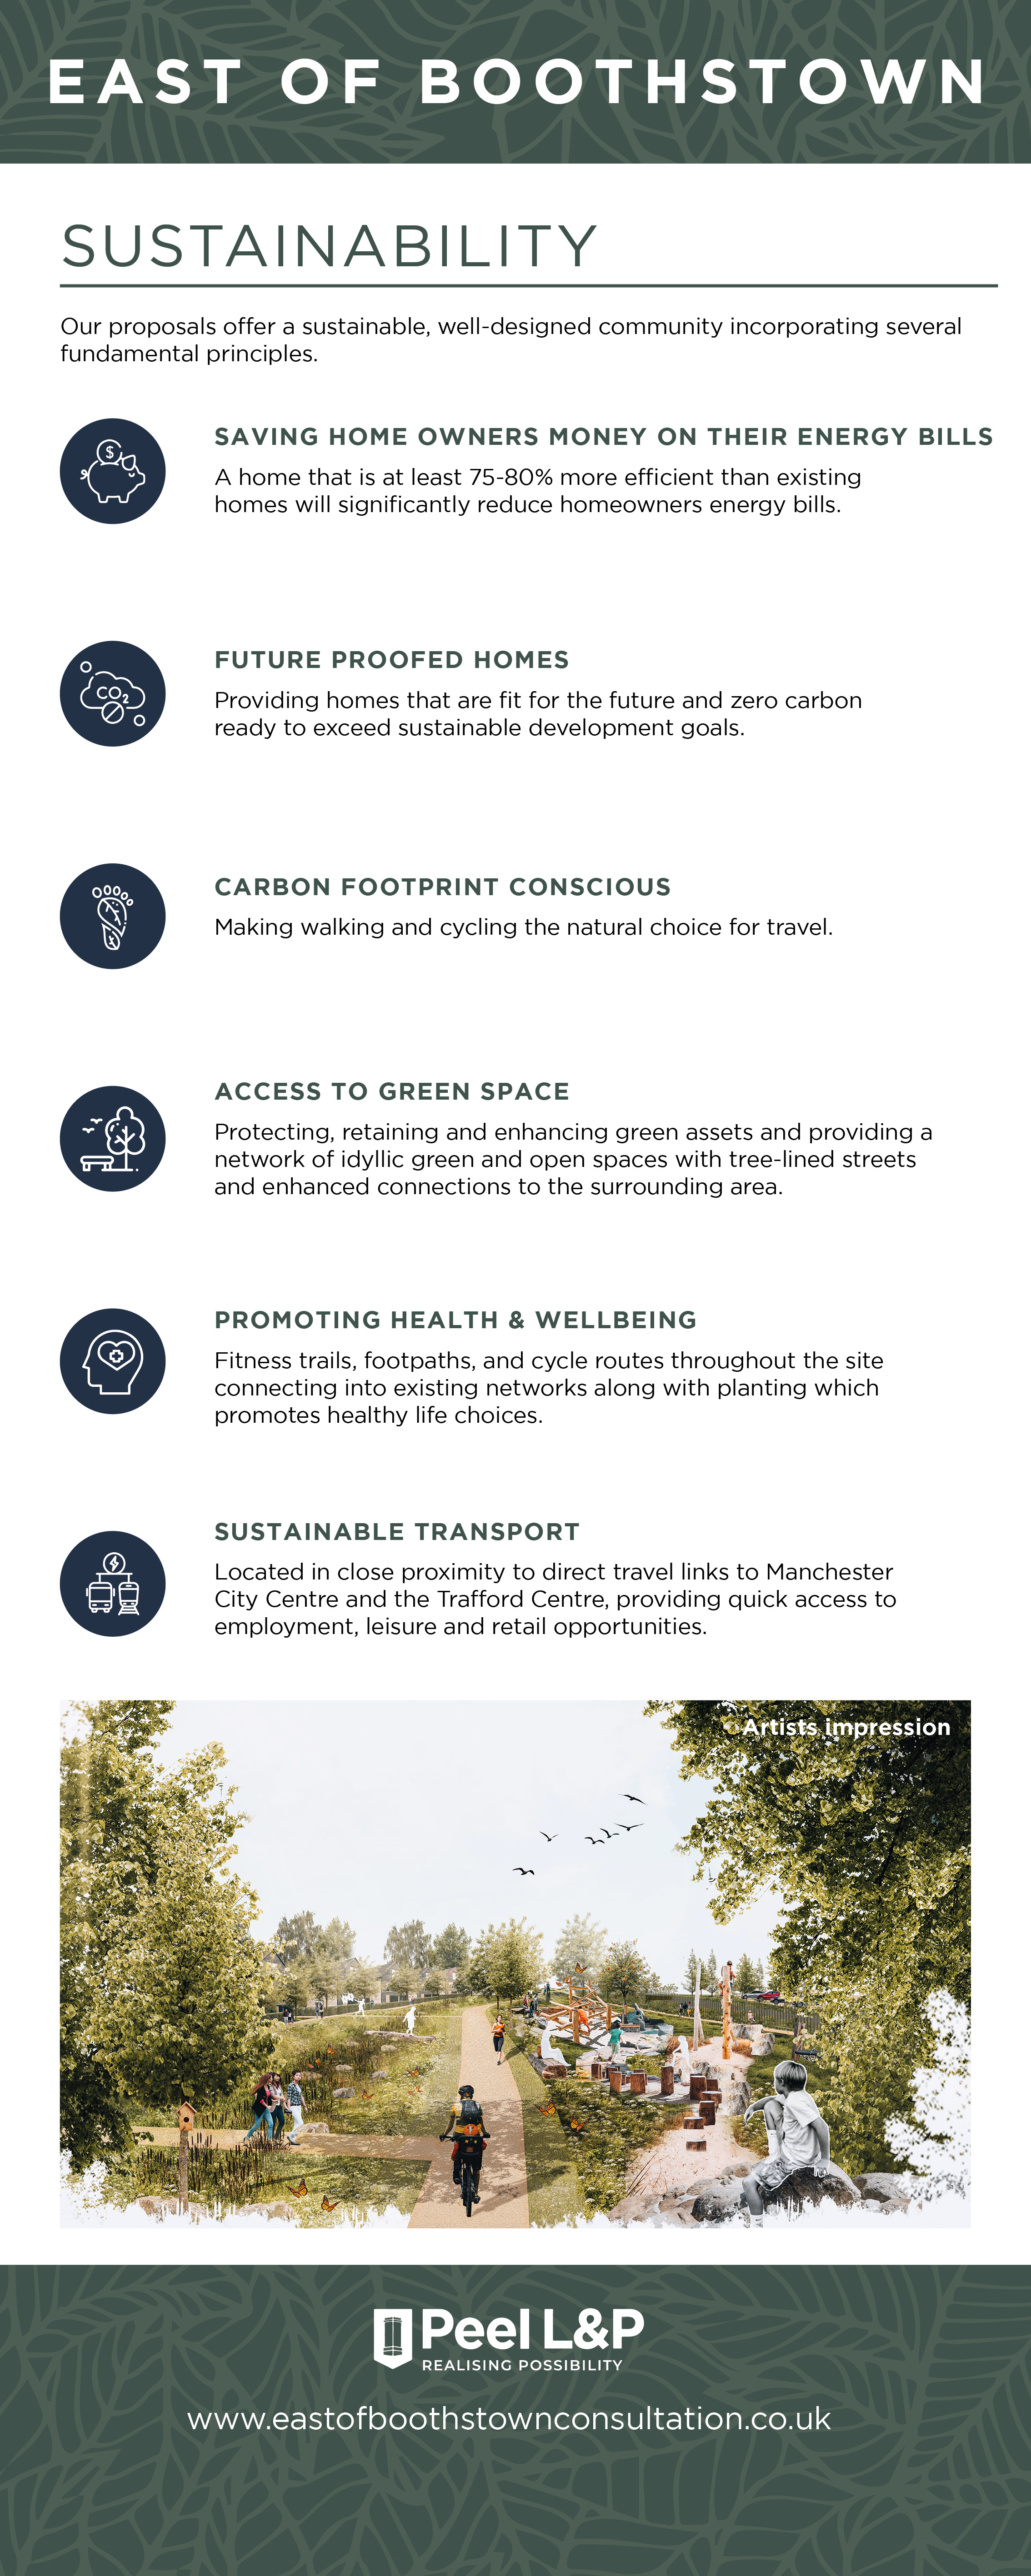 EAST OF BOOTHSTOWN
SUSTAINABILITY
Our proposals offer a sustainable, well-designed community incorporating several
fundamental principles.
$
SAVING HOME OWNERS MONEY ON THEIR ENERGY BILLS
A home that is at least 75-80% more efficient than existing
homes will significantly reduce homeowners energy bills.
CO2
FUTURE PROOFED HOMES
Providing homes that are fit for the future and zero carbon
ready to exceed sustainable development goals.
CARBON FOOTPRINT CONSCIOUS
Making walking and cycling the natural choice for travel.
ACCESS TO GREEN SPACE
Protecting, retaining and enhancing green assets and providing a
network of idyllic green and open spaces with tree-lined streets
and enhanced connections to the surrounding area.
PROMOTING HEALTH & WELLBEING
Fitness trails, footpaths, and cycle routes throughout the site
connecting into existing networks along with planting which
promotes healthy life choices.
SUSTAINABLE TRANSPORT
Located in close proximity to direct travel links to Manchester
City Centre and the Trafford Centre, providing quick access to
employment, leisure and retail opportunities.
Artists impression
Peel L&P
REALISING POSSIBILITY
www.eastofboothstownconsultation.co.uk